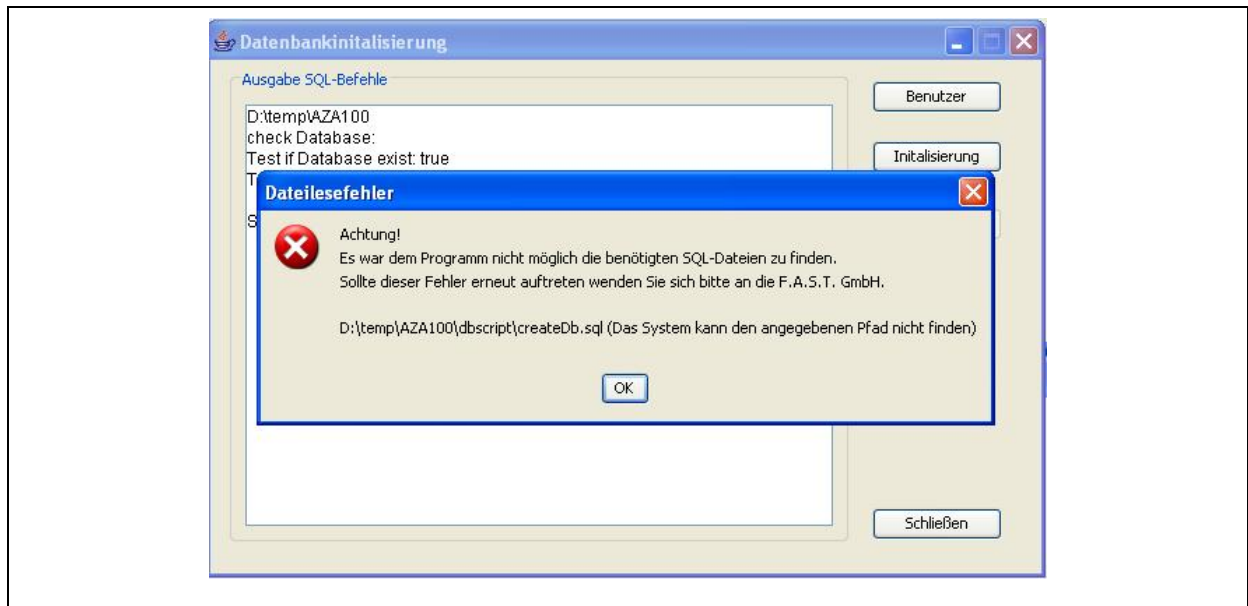 Datenbankinitalisierung
Ausgabe SQL-Befehle
Benutzer
D:\temp\AZA100
check Database:
Test if Database exist: true
Initalisierung
T
Dateilesefehler
S
Achtung!
Es war dem Programm nicht möglich die benötigten SQL-Dateien zu finden.
Sollte dieser Fehler erneut auftreten wenden Sie sich bitte an die F.A.S.T. GmbH.
D:\temp\AZA100\dbscript\createDb.sql (Das System kann den angegebenen Pfad nicht finden)
OK
Schließen